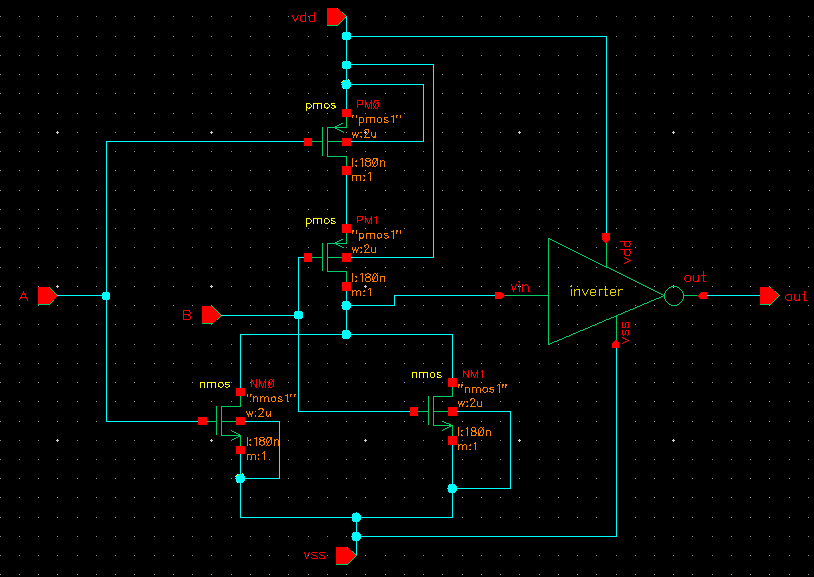 vdd
pmos PM0
"pmos1"
w:2u
l:180n
m:1
pmos PM1
"pmos1"
w:2u
l:180n
m:1
A
B
vin
inverter
vdd
vss
out
out
nmos NM0
"nmos1"
w:2u
l:180n
m:1
nmos NM1
"nmos1"
w:2u
l:180n
m:1
vss